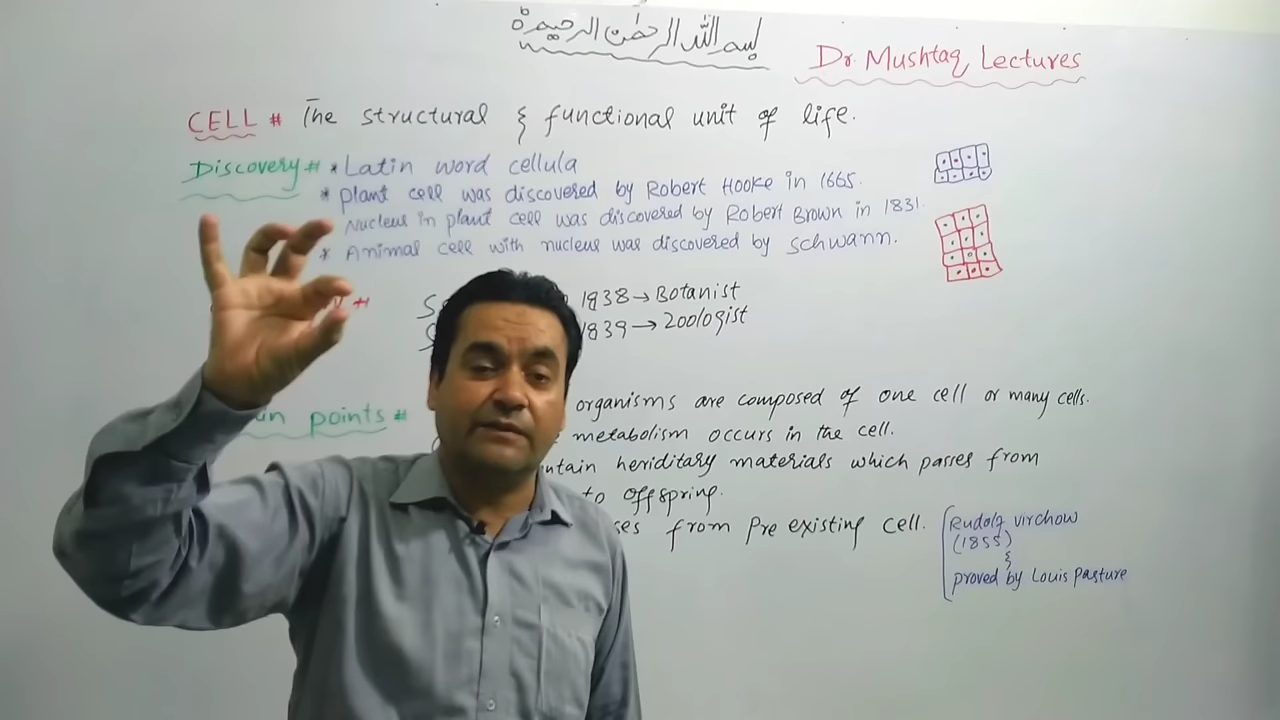 بسم اللہ الرحمٰن الرحیم
Dr Mushtaq Lectures
CELL # The structural & functional unit of life.
Discovery # * Latin word cellula
* Plant cell was discovered by Robert Hooke in 1665.
Nucleus in plant cell was discovered by Robert Brown in 1831.
* Animal cell with nucleus was discovered by Schwann.
# 1838 → Botanist
1839 → Zoologist
points # organisms are composed of one cell or many cells.
metabolism occurs in the cell.
heriditary materials which passes from
to offspring.
from Pre existing cell.
Rudolf Virchow
(1855)
&
proved by Louis Pasture